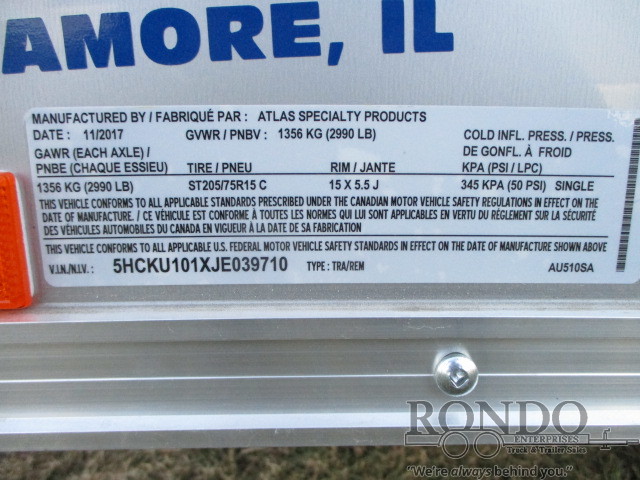 AMORE, IL
MANUFACTURED BY / FABRIQUÉ PAR : ATLAS SPECIALTY PRODUCTS
DATE : 11/2017 GVWR / PNBV : 1356 KG (2990 LB) COLD INFL. PRESS. / PRESS.
GAWR (EACH AXLE) / DE GONFL. À FROID
PNBE (CHAQUE ESSIEU) TIRE / PNEU RIM / JANTE KPA (PSI / LPC)
1356 KG (2990 LB) ST205/75R15 C 15 X 5.5 J 345 KPA (50 PSI) SINGLE
THIS VEHICLE CONFORMS TO ALL APPLICABLE STANDARDS PRESCRIBED UNDER THE CANADIAN MOTOR VEHICLE SAFETY REGULATIONS IN EFFECT ON THE
DATE OF MANUFACTURE. / CE VÉHICULE EST CONFORME À TOUTES LES NORMES QUI LUI SONT APPLICABLES EN VERTU DU RÈGLEMENT SUR LA SÉCURITÉ
DES VÉHICULES AUTOMOBILES DU CANADA EN VIGUEUR À LA DATE DE SA FABRICATION
THIS VEHICLE CONFORMS TO ALL APPLICABLE U.S. FEDERAL MOTOR VEHICLE SAFETY STANDARDS IN EFFECT ON THE DATE OF MANUFACTURE SHOWN ABOVE.
V.I.N./N.I.V.: 5HCKU101XJE039710 TYPE: TRA/REM AU510SA
RONDO
ENTERPRISES
Truck & Trailer Sales
"We're always behind you."